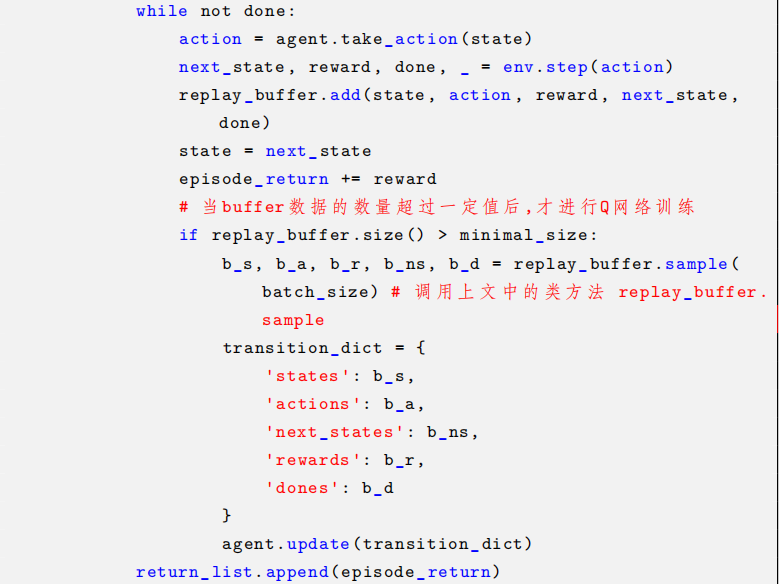 while not done:
action = agent.take_action(state)
next_state, reward, done, _ = env.step(action)
replay_buffer.add(state, action, reward, next_state,
done)
state = next_state
episode_return += reward
# 当buffer数据的数量超过一定值后,才进行Q网络训练
if replay_buffer.size() > minimal_size:
b_s, b_a, b_r, b_ns, b_d = replay_buffer.sample(
batch_size) # 调用上文中的类方法 replay_buffer.
sample
transition_dict = {
'states': b_s,
'actions': b_a,
'next_states': b_ns,
'rewards': b_r,
'dones': b_d
}
agent.update(transition_dict)
return_list.append(episode_return)